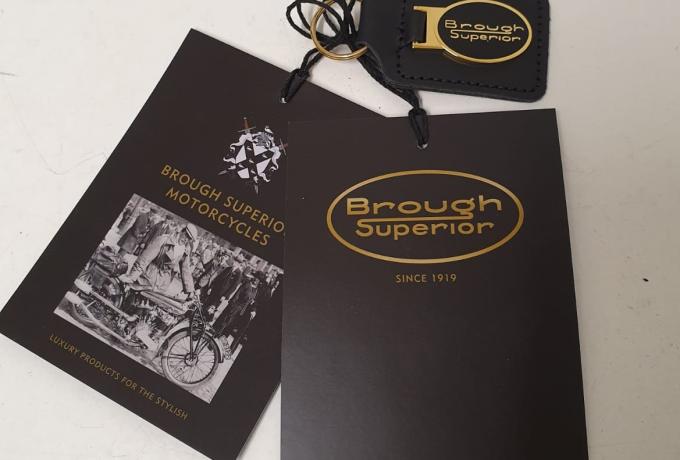 Brough
Superior
BROUGH SUPERIOR
MOTORCYCLES
LUXURY PRODUCTS FOR THE STYLISH
Brough
Superior
SINCE 1919